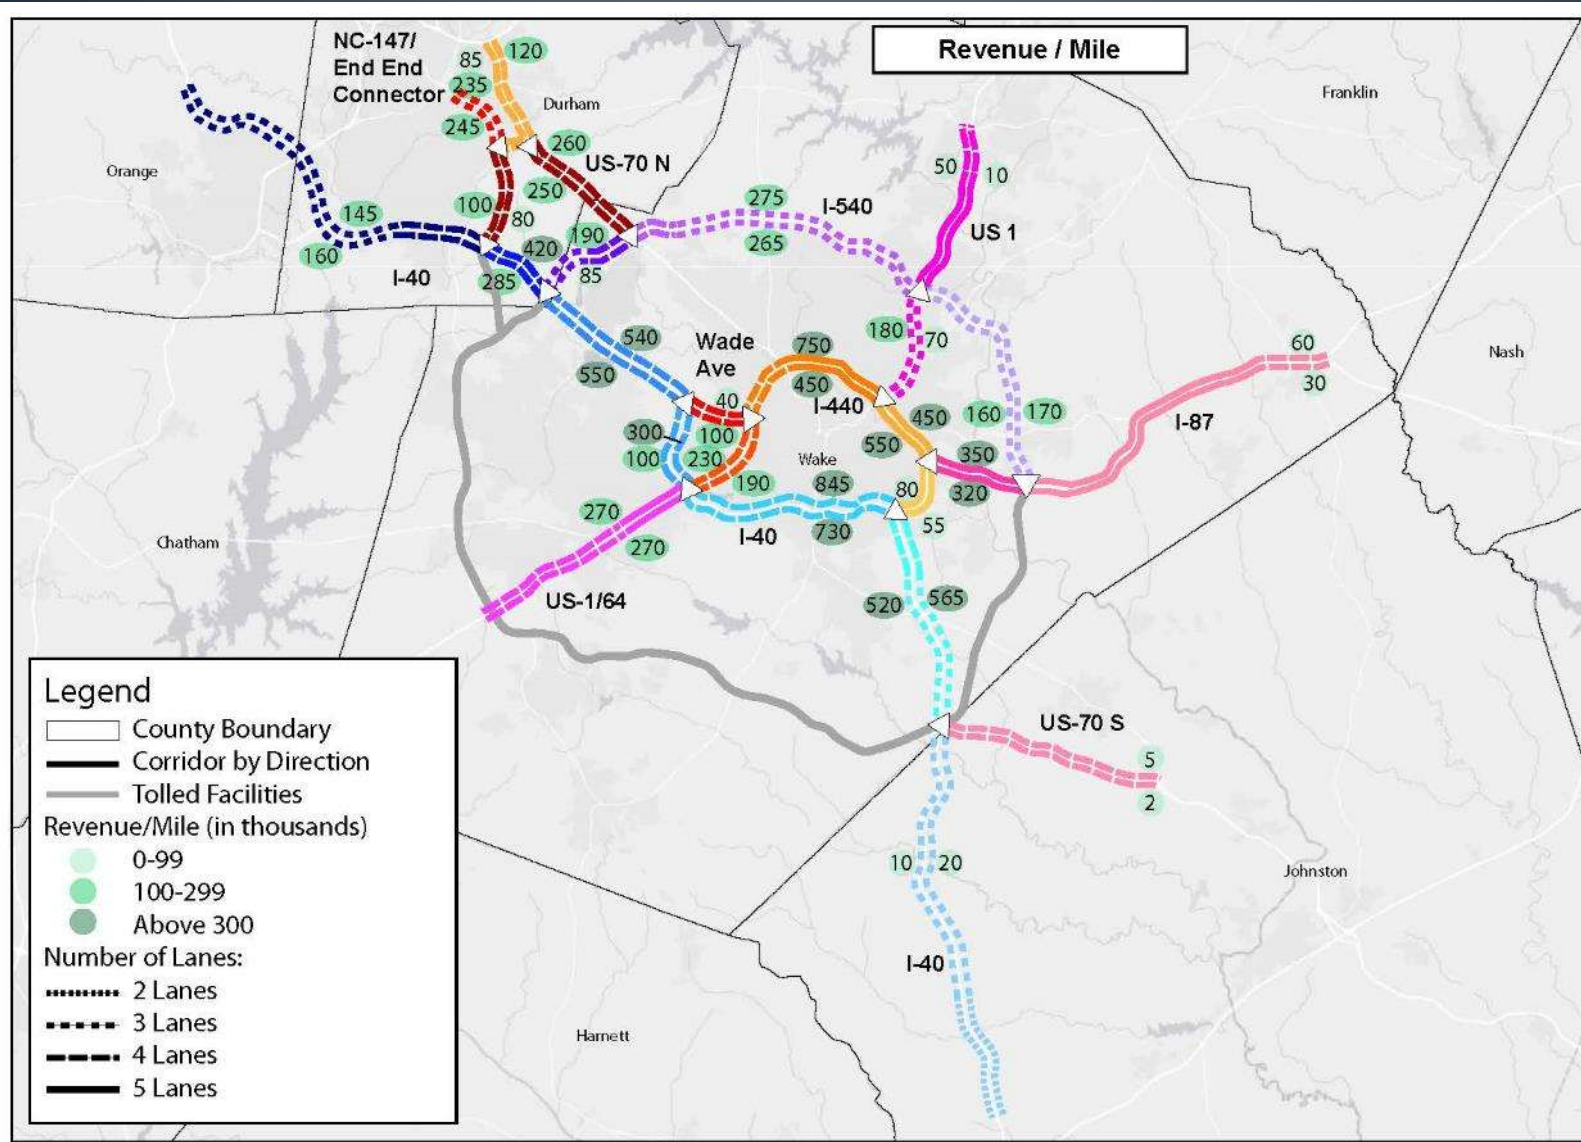 Revenue / Mile
NC-147/
End End
Connector
85
120
235
245
Durham
Franklin
Orange
260
US-70 N
250
50
10
US 1
275
I-540
265
145
160
100
80
420
190
85
I-40
285
180
70
540
550
Wade
Ave
750
450
I-440
40
100
450
550
160
170
60
30
Nash
I-87
300
100
230
190
Wake
845
730
80
55
350
320
I-40
270
270
Chatham
US-1/64
520
565
US-70 S
5
2
10
20
Johnston
I-40
Harnett
Legend
County Boundary
Corridor by Direction
Tolled Facilities
Revenue/Mile (in thousands)
0-99
100-299
Above 300
Number of Lanes:
2 Lanes
3 Lanes
4 Lanes
5 Lanes